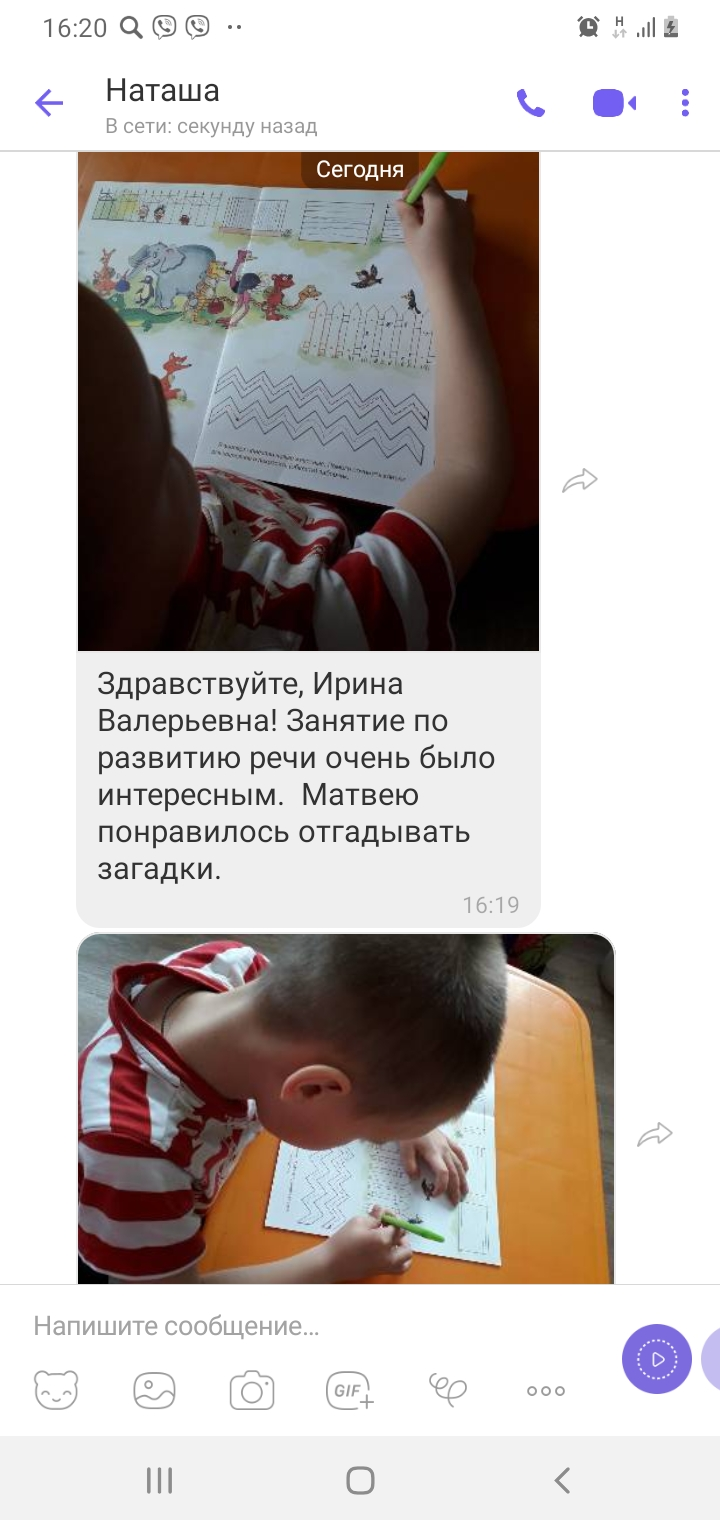 16:20
H
Наташа
В сети: секунду назад
Сегодня
Здравствуйте, Ирина
Валерьевна! Занятие по
развитию речи очень было
интересным.  Матвею
понравилось отгадывать
загадки.
16:19
Напишите сообщение...
GIF